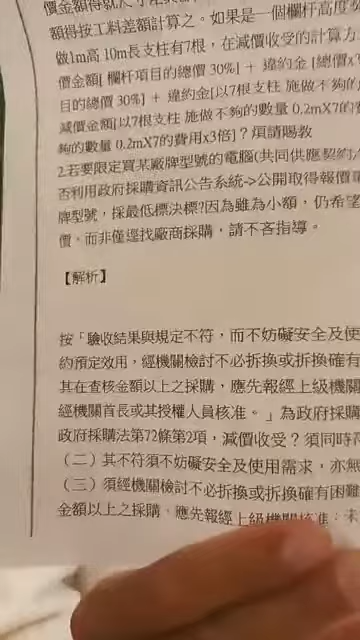 額得按工料差額計算之。如果是一個欄杆高度
做1m高 10m長支柱有7根，在減價收受的計算方
價金額[ 欄杆項目的總價 30%] + 違約金 [總價x
目的總價 30%] + 違約金[以7根支柱 施做不夠的
減價金額[以7根支柱 施做不夠的數量 0.2mX7的
夠的數量 0.2mX7的費用x3倍]？煩請賜教
2.若要限定買某廠牌型號的電腦(共同供應契約
否利用政府採購資訊公告系統->公開取得報價
牌型號，採最低標決標?因為雖為小額，仍希望
價，而非僅逕找廠商採購，請不吝指導。
【解析】
按「驗收結果與規定不符，而不妨礙安全及使
約預定效用，經機關檢討不必拆換或拆換確有
其在查核金額以上之採購，應先報經上級機關
經機關首長或其授權人員核准。」為政府採購
政府採購法第72條第2項，減價收受？須同時符
（二）其不符須不妨礙安全及使用需求，亦無
（三）須經機關檢討不必拆換或拆換確有困難
金額以上之採購，應先報經上級機關核准；未